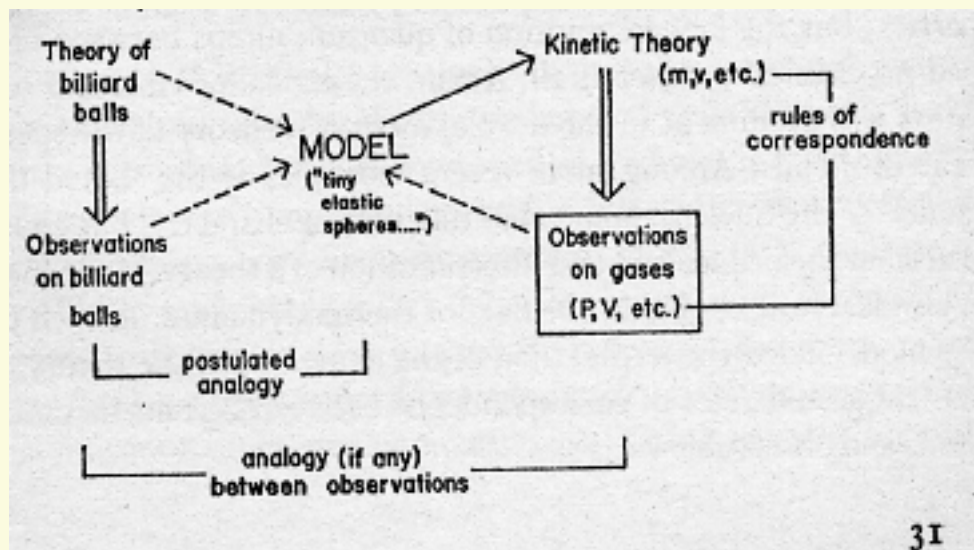 Theory of
billiard
balls
Kinetic Theory
(m,v, etc.)
rules of
correspondence
MODEL
("tiny
elastic
spheres....")
Observations
on billiard
balls
Observations
on gases
(P, V, etc.)
postulated
analogy
analogy (if any)
between observations
31